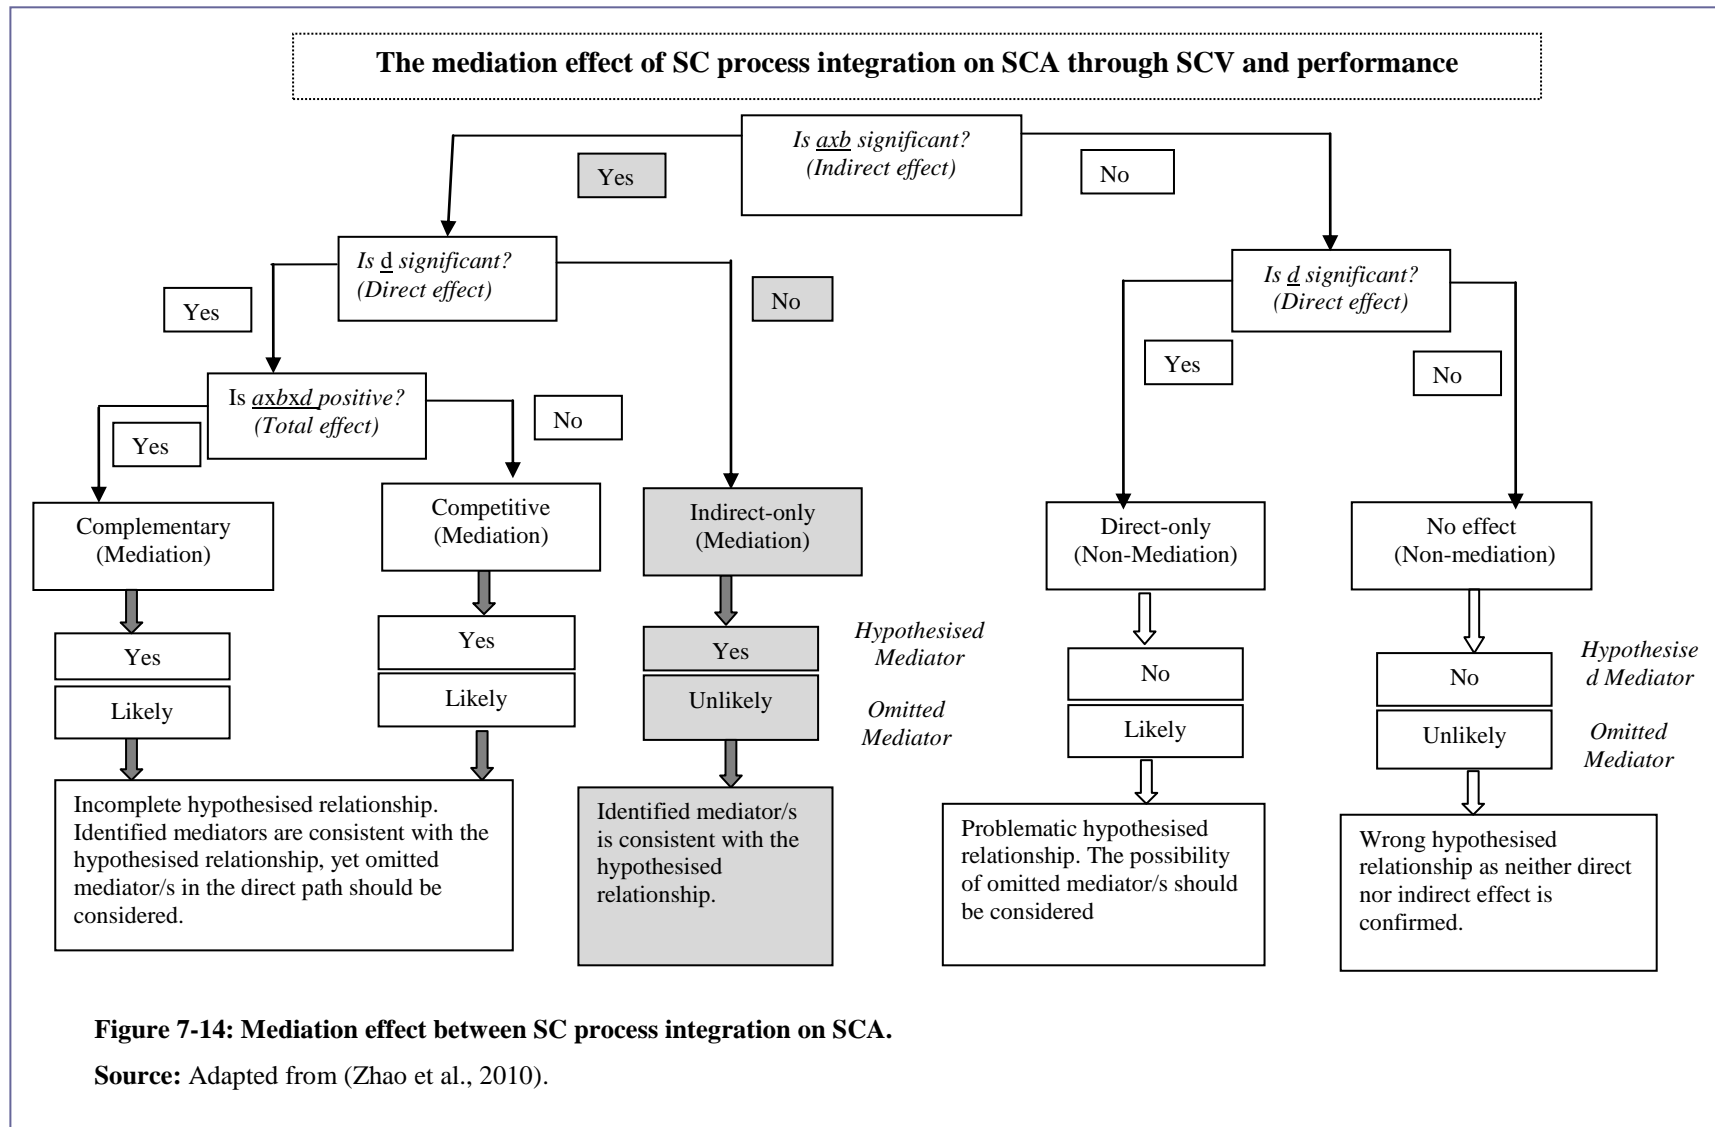 The mediation effect of SC process integration on SCA through SCV and performance
Is axb significant?
(Indirect effect)
Yes
No
Is d significant?
(Direct effect)
Is d significant?
(Direct effect)
Yes
No
Yes
No
Is axbxd positive?
(Total effect)
Yes
No
Complementary
(Mediation)
Competitive
(Mediation)
Indirect-only
(Mediation)
Direct-only
(Non-Mediation)
No effect
(Non-mediation)
Yes
Likely
Yes
Likely
Yes
Unlikely
Hypothesised
Mediator
Omitted
Mediator
No
Likely
No
Unlikely
Hypothesise
d Mediator
Omitted
Mediator
Incomplete hypothesised relationship.
Identified mediators are consistent with the
hypothesised relationship, yet omitted
mediator/s in the direct path should be
considered.
Identified mediator/s
is consistent with the
hypothesised
relationship.
Problematic hypothesised
relationship. The possibility
of omitted mediator/s should
be considered
Wrong hypothesised
relationship as neither direct
nor indirect effect is
confirmed.
Figure 7-14: Mediation effect between SC process integration on SCA.
Source: Adapted from (Zhao et al., 2010).